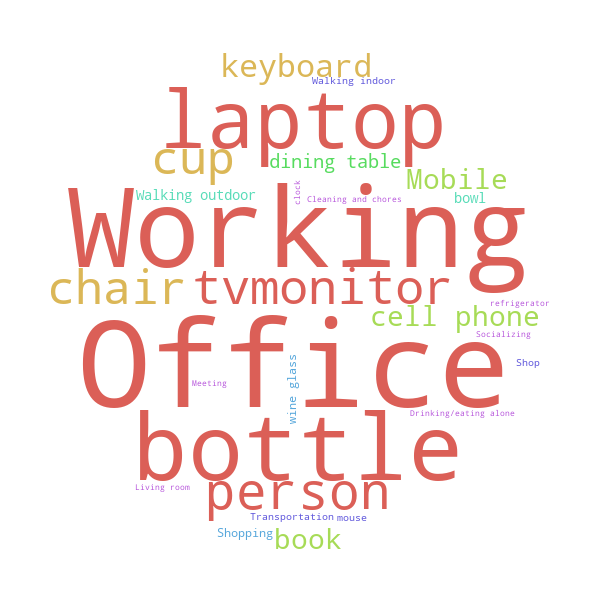 keyboard
Walking indoor
laptop
cup
dining table
Mobile
Walking outdoor
clock
Cleaning and chores
bowl
Working
chair
tvmonitor
refrigerator
cell phone
Socializing
Office
Shop
wine glass
Meeting
Drinking/eating alone
bottle
Living room
person
Transportation
mouse
Shopping
book